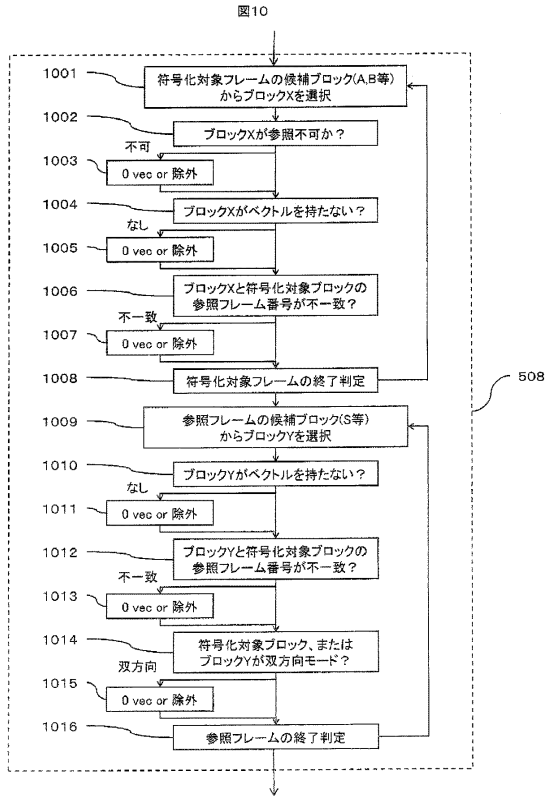 図10
1001
符号化対象フレームの候補ブロック(A,B等)
からブロックXを選択
1002
ブロックXが参照不可か？
不可
1003
0 vec or 除外
1004
ブロックXがベクトルを持たない？
なし
1005
0 vec or 除外
1006
ブロックXと符号化対象ブロックの
参照フレーム番号が不一致？
不一致
1007
0 vec or 除外
1008
符号化対象フレームの終了判定
508
1009
参照フレームの候補ブロック(S等)
からブロックYを選択
1010
ブロックYがベクトルを持たない？
なし
1011
0 vec or 除外
1012
ブロックYと符号化対象ブロックの
参照フレーム番号が不一致？
不一致
1013
0 vec or 除外
1014
符号化対象ブロック、または
ブロックYが双方向モード？
双方向
1015
0 vec or 除外
1016
参照フレームの終了判定